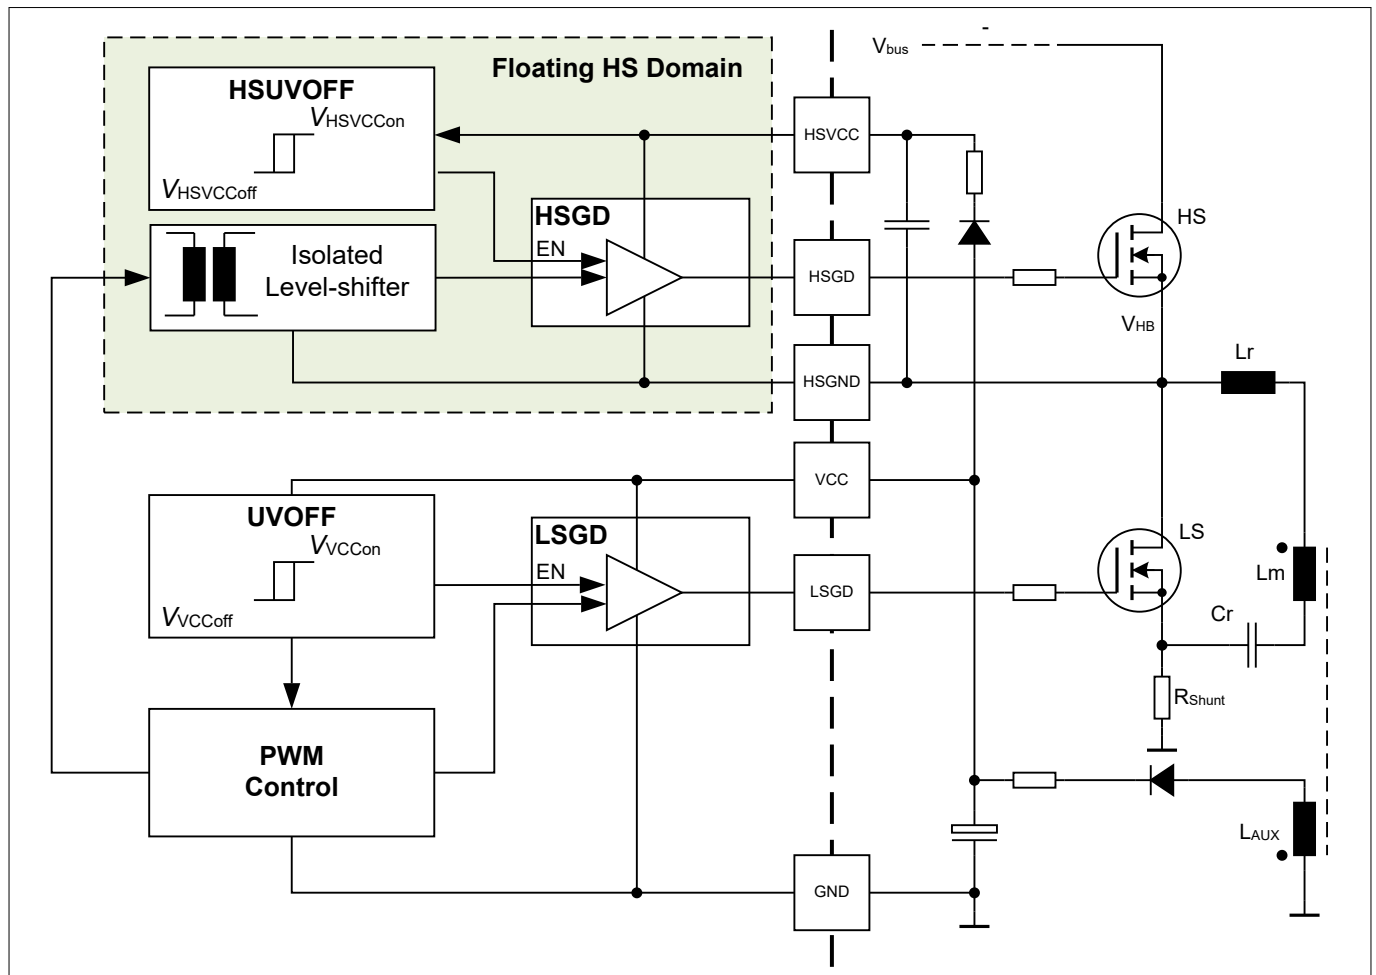 Floating HS Domain
HSUVOFF
VHSVCCon
VHSVCCoff
Isolated
Level-shifter
HSGD
EN
HSVCC
HSGD
HSGND
VCC
LSGD
GND
Vbus
-
HS
VHB
Lr
LS
Lm
Cr
RShunt
LAUX
UVOFF
VVCCon
VVCCoff
LSGD
EN
PWM
Control